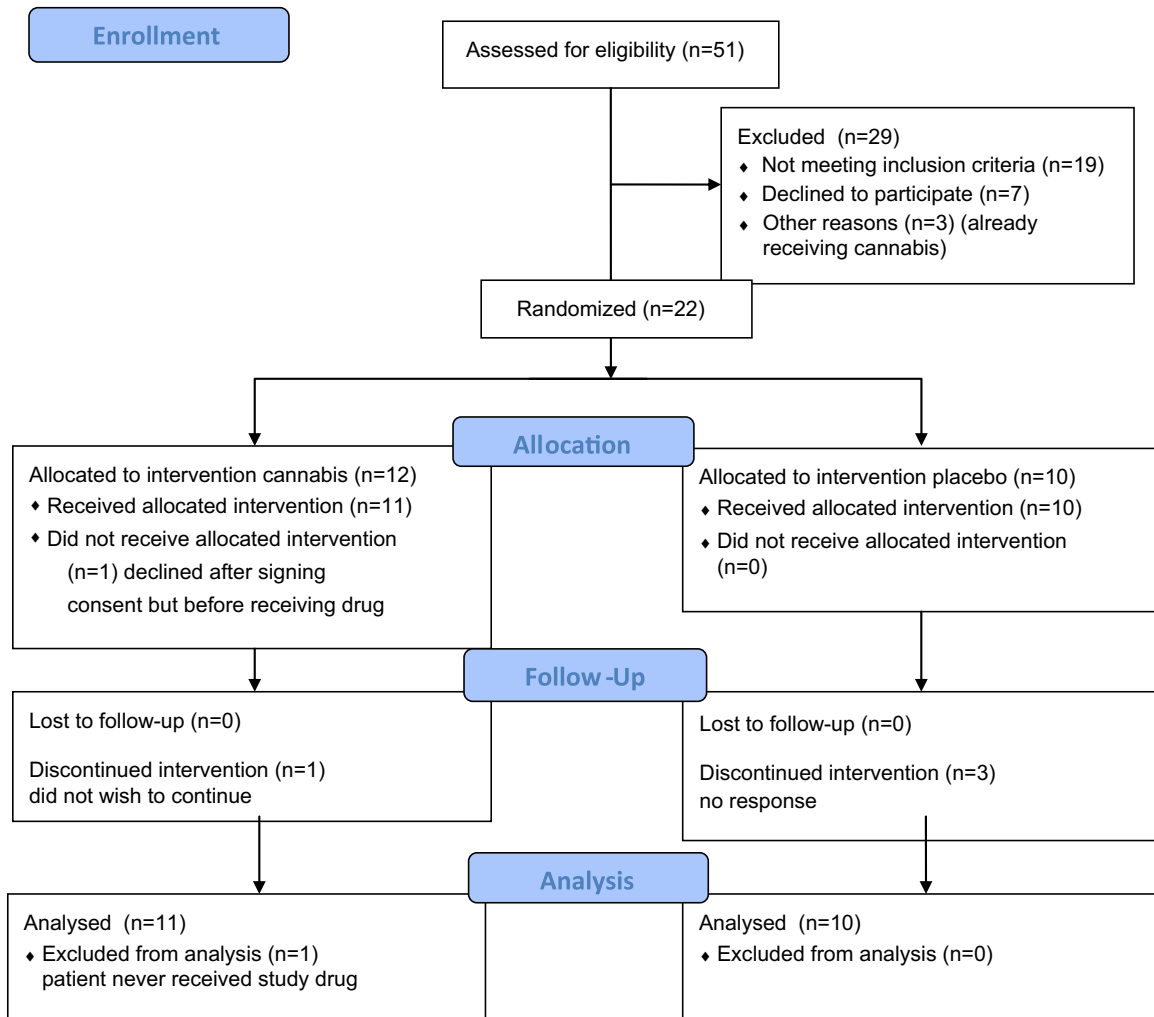 Enrollment
Assessed for eligibility (n=51)
Excluded (n=29)
♦ Not meeting inclusion criteria (n=19)
♦ Declined to participate (n=7)
♦ Other reasons (n=3) (already
receiving cannabis)
Randomized (n=22)
Allocation
Allocated to intervention cannabis (n=12)
♦ Received allocated intervention (n=11)
♦ Did not receive allocated intervention
(n=1) declined after signing
consent but before receiving drug
Allocated to intervention placebo (n=10)
♦ Received allocated intervention (n=10)
♦ Did not receive allocated intervention
(n=0)
Follow-Up
Lost to follow-up (n=0)
Discontinued intervention (n=1)
did not wish to continue
Lost to follow-up (n=0)
Discontinued intervention (n=3)
no response
Analysis
Analysed (n=11)
♦ Excluded from analysis (n=1)
patient never received study drug
Analysed (n=10)
♦ Excluded from analysis (n=0)